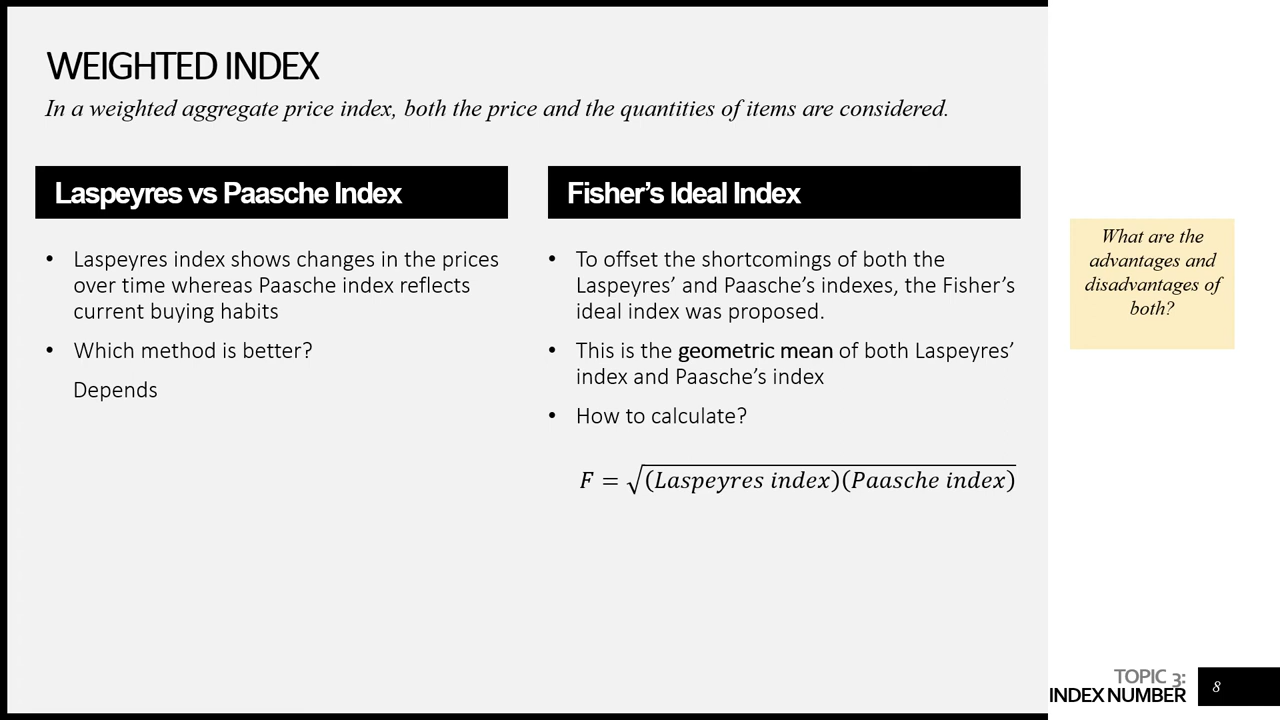 WEIGHTED INDEX
In a weighted aggregate price index, both the price and the quantities of items are considered.
Laspeyres vs Paasche Index
• Laspeyres index shows changes in the prices
over time whereas Paasche index reflects
current buying habits
• Which method is better?
Depends
Fisher’s Ideal Index
• To offset the shortcomings of both the
Laspeyres’ and Paasche’s indexes, the Fisher’s
ideal index was proposed.
• This is the geometric mean of both Laspeyres’
index and Paasche’s index
• How to calculate?
F = √(Laspeyres index)(Paasche index)
What are the
advantages and
disadvantages of
both?
TOPIC 3:
INDEX NUMBER
8